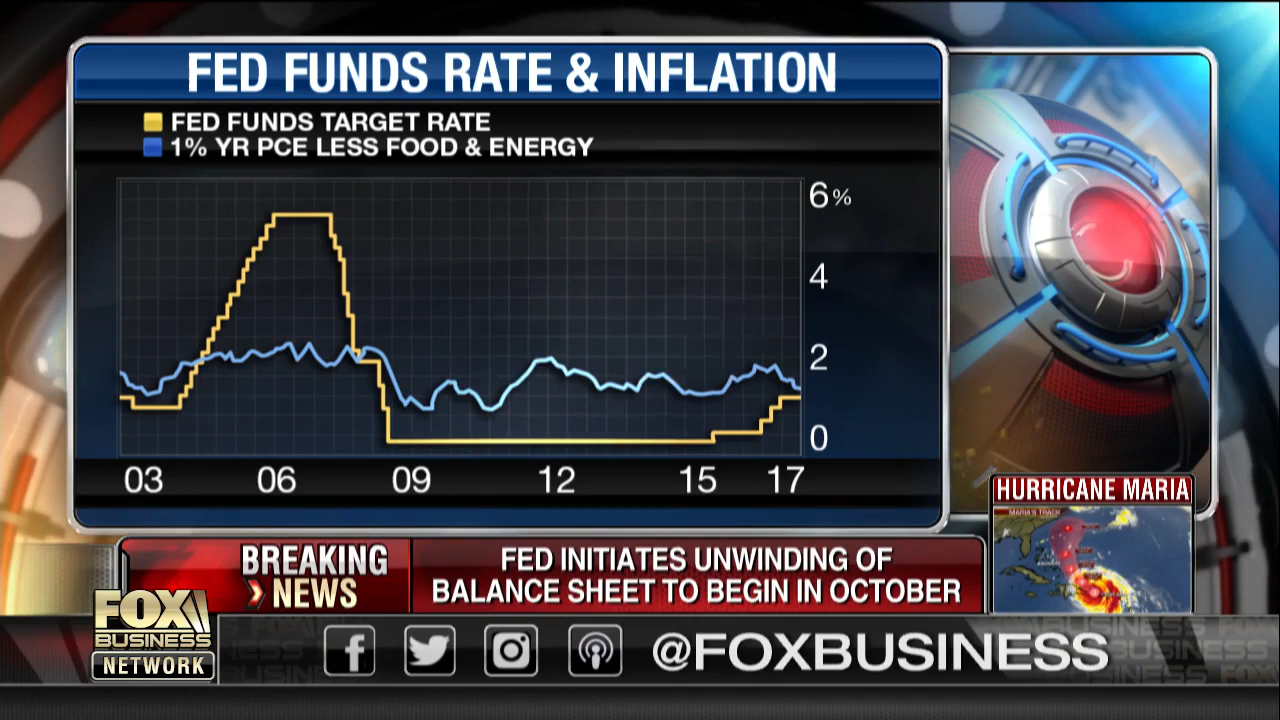 FED FUNDS RATE & INFLATION
FED FUNDS TARGET RATE
1% YR PCE LESS FOOD & ENERGY
6%
4
2
0
03 06 09 12 15 17
HURRICANE MARIA
MARIA'S TRACK
BREAKING
NEWS
FED INITIATES UNWINDING OF
BALANCE SHEET TO BEGIN IN OCTOBER
FOX
BUSINESS
NETWORK
@FOXBUSINESS